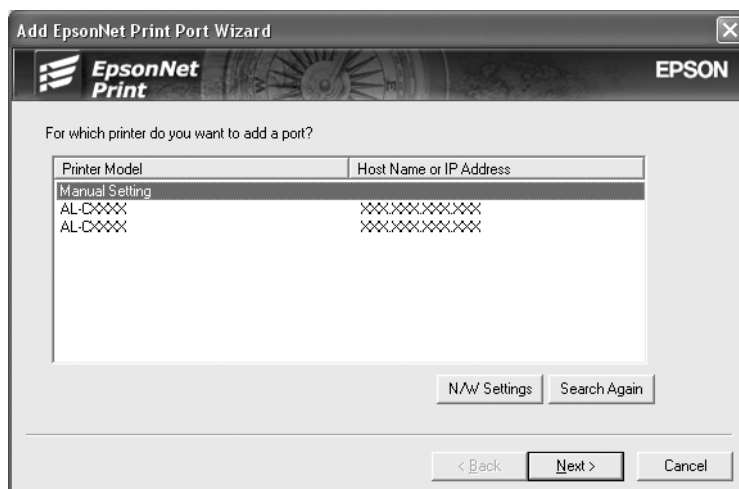 Add EpsonNet Print Port Wizard
EpsonNet
Print
EPSON
For which printer do you want to add a port?
Printer Model Host Name or IP Address
Manual Setting
AL-CXXXX XXX.XXX.XXX.XXX
AL-CXXXX XXX.XXX.XXX.XXX
N/W Settings Search Again
< Back Next > Cancel